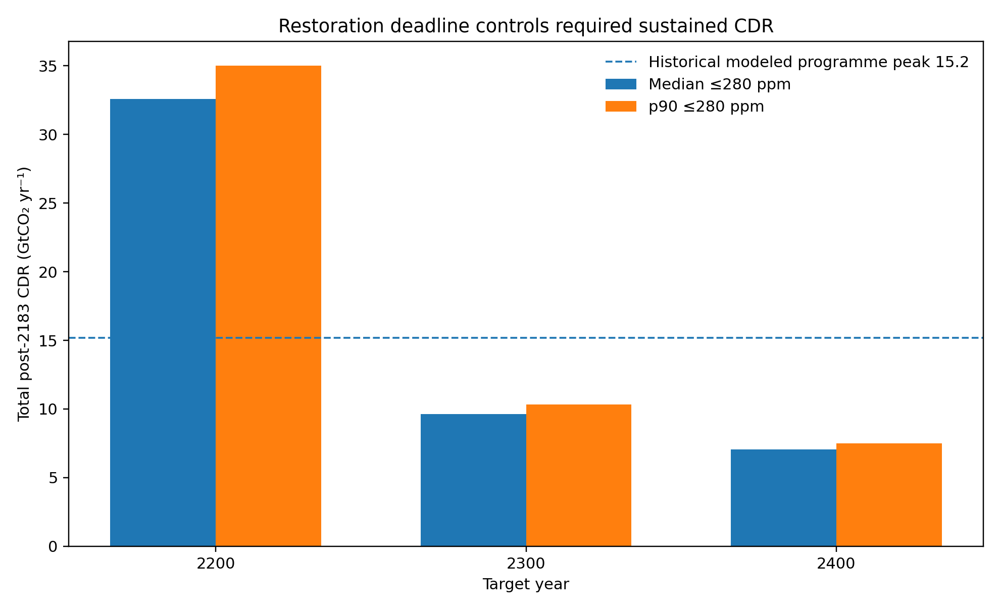 Restoration deadline controls required sustained CDR
Historical modeled programme peak 15.2
Median ≤280 ppm
p90 ≤280 ppm
Total post-2183 CDR (GtCO₂ yr⁻¹)
35
30
25
20
15
10
5
0
2200
2300
2400
Target year